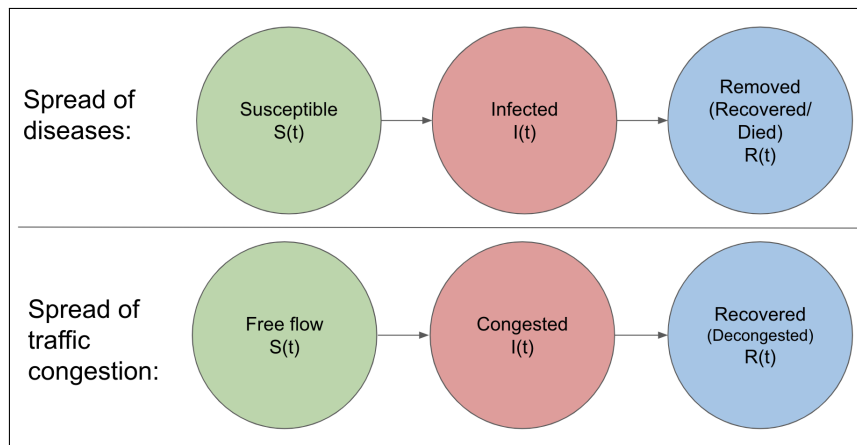 Spread of
diseases:
Susceptible
S(t)
Infected
I(t)
Removed
(Recovered/
Died)
R(t)
Spread of
traffic
congestion:
Free flow
S(t)
Congested
I(t)
Recovered
(Decongested)
R(t)